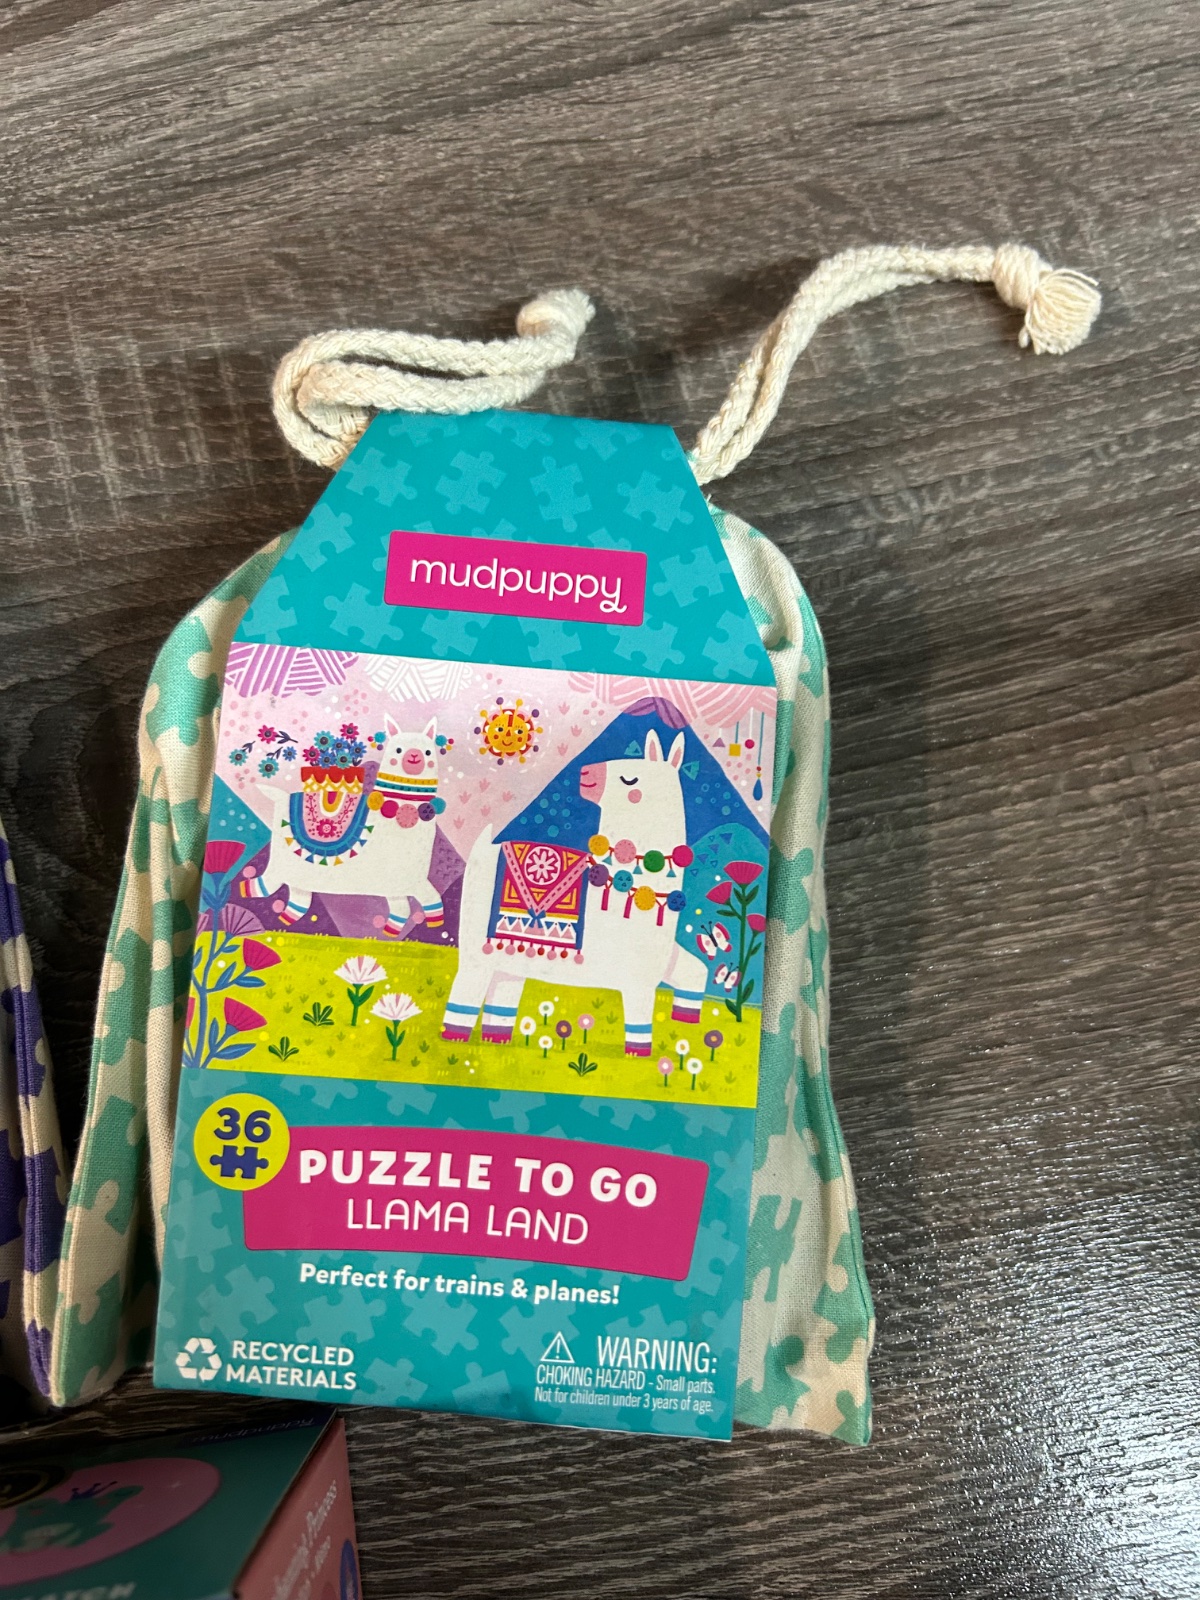 mudpuppy
36
PUZZLE TO GO
LLAMA LAND
Perfect for trains & planes!
RECYCLED
MATERIALS
WARNING:
CHOKING HAZARD - Small parts.
Not for children under 3 years of age.